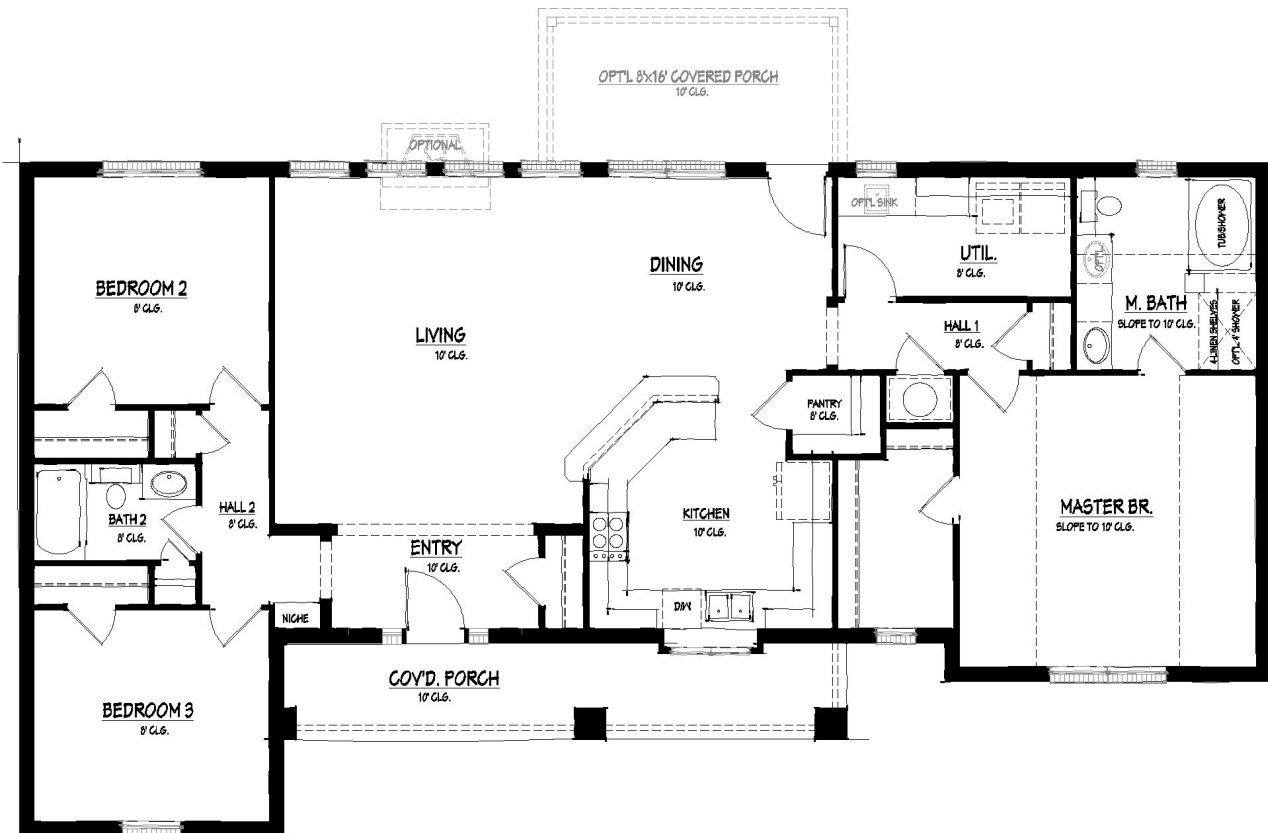 OPT'L 8'x16' COVERED PORCH
10' CLG.
OPTIONAL
OPT'L SINK
UTIL.
8' CLG.
TUB/SHOWER
OPT'L
DINING
10' CLG.
BEDROOM 2
8' CLG.
M. BATH
SLOPE TO 10' CLG.
4-LINEN SHELVES
OPT'L 4' SHOWER
LIVING
10' CLG.
HALL 1
8' CLG.
PANTRY
8' CLG.
HALL 2
8' CLG.
BATH 2
8' CLG.
KITCHEN
10' CLG.
MASTER BR.
SLOPE TO 10' CLG.
ENTRY
10' CLG.
D/W
NICHE
COV'D. PORCH
10' CLG.
BEDROOM 3
8' CLG.